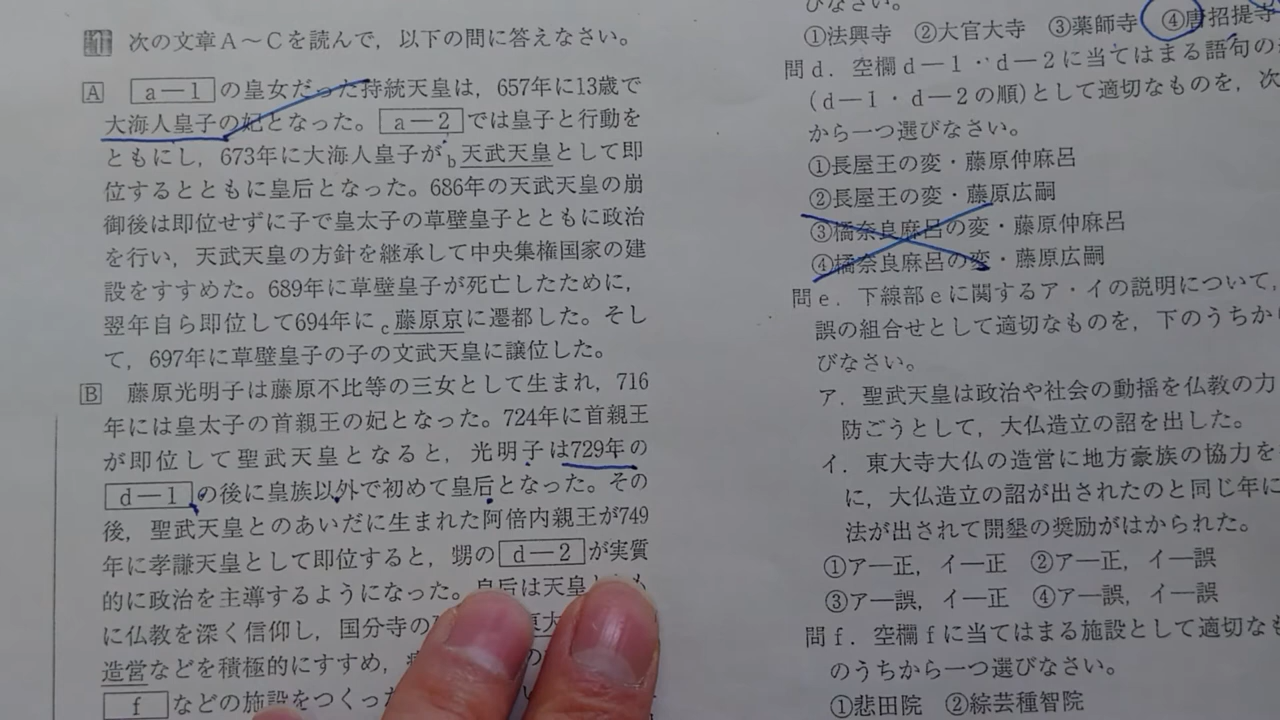 1 次の文章A~Cを読んで，以下の問に答えなさい。
A a－1 の皇女だった持統天皇は，657年に13歳で
大海人皇子の妃となった。 a－2 では皇子と行動を
ともにし，673年に大海人皇子が b 天武天皇として即
位するとともに皇后となった。686年の天武天皇の崩
御後は即位せずに子で皇太子の草壁皇子とともに政治
を行い，天武天皇の方針を継承して中央集権国家の建
設をすすめた。689年に草壁皇子が死亡したために，
翌年自ら即位して694年に c 藤原京に遷都した。そし
て，697年に草壁皇子の子の文武天皇に譲位した。
B 藤原光明子は藤原不比等の三女として生まれ，716
年には皇太子の首親王の妃となった。724年に首親王
が即位して聖武天皇となると，光明子は729年の
d－1 の後に皇族以外で初めて皇后となった。その
後，聖武天皇とのあいだに生まれた阿倍内親王が749
年に孝謙天皇として即位すると，甥の d－2 が実質
的に政治を主導するようになった。皇后は天皇
に仏教を深く信仰し，国分寺の
造営などを積極的にすすめ，
f などの施設をつくっ
びなさい。
①法興寺 ②大官大寺 ③薬師寺 ④唐招提寺
問d．空欄d－1・d－2に当てはまる語句の
（d－1・d－2の順）として適切なものを，次
から一つ選びなさい。
①長屋王の変・藤原仲麻呂
②長屋王の変・藤原広嗣
③橘奈良麻呂の変・藤原仲麻呂
④橘奈良麻呂の変・藤原広嗣
問e．下線部eに関するア・イの説明について，
誤の組合せとして適切なものを，下のうちか
びなさい。
ア．聖武天皇は政治や社会の動揺を仏教の力
防ごうとして，大仏造立の詔を出した。
イ．東大寺大仏の造営に地方豪族の協力を
に，大仏造立の詔が出されたのと同じ年に
法が出されて開墾の奨励がはかられた。
①ア－正，イ－正 ②ア－正，イ－誤
③ア－誤，イ－正 ④ア－誤，イ－誤
問f．空欄fに当てはまる施設として適切な
のうちから一つ選びなさい。
①悲田院 ②綜芸種智院